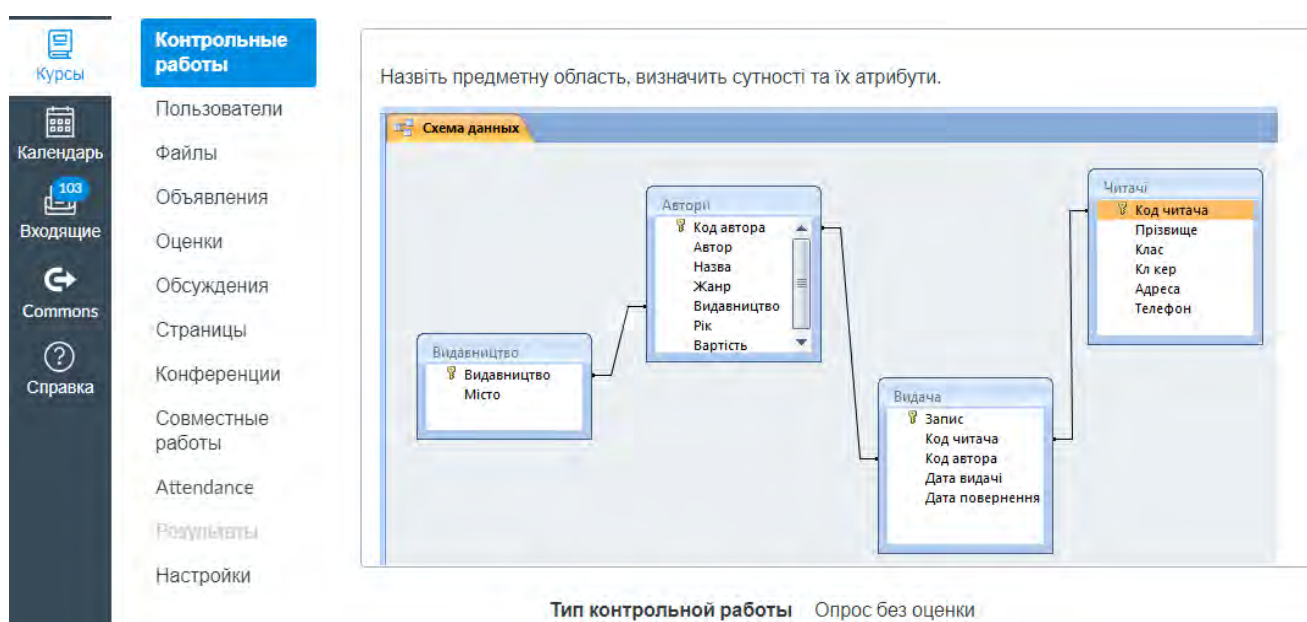 Курсы
Календарь
103
Входящие
Commons
Справка
Контрольные
работы
Пользователи
Файлы
Объявления
Оценки
Обсуждения
Страницы
Конференции
Совместные
работы
Attendance
Результаты
Настройки
Назвіть предметну область, визначить сутності та їх атрибути.
Схема данных
Видавництво
Видавництво
Місто
Автори
Код автора
Автор
Назва
Жанр
Видавництво
Рік
Вартість
Видача
Запис
Код читача
Код автора
Дата видачі
Дата повернення
Читачі
Код читача
Прізвище
Клас
Кл кер
Адреса
Телефон
Тип контрольной работы Опрос без оценки